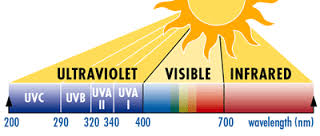 ULTRAVIOLET VISIBLE INFRARED
UVC UVB UVA II UVA I
200 290 320 340 400 700 wavelength (nm)